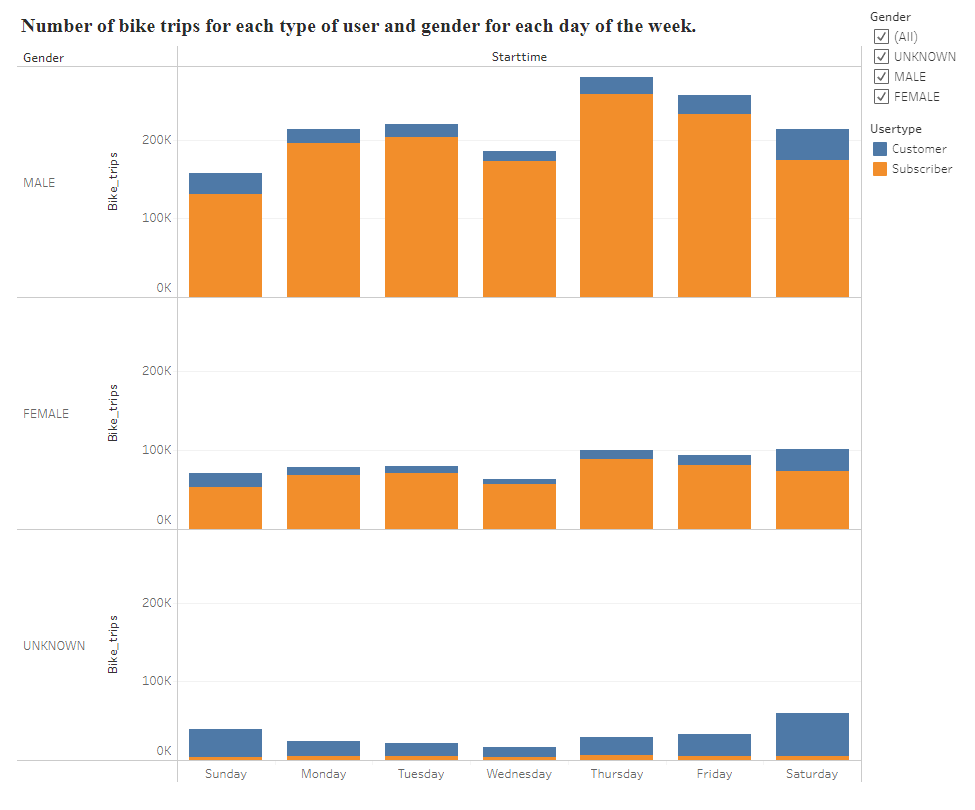 Number of bike trips for each type of user and gender for each day of the week.
Gender
Starttime
MALE
Bike_trips
200K
100K
0K
FEMALE
Bike_trips
200K
100K
0K
UNKNOWN
Bike_trips
200K
100K
0K
Sunday
Monday
Tuesday
Wednesday
Thursday
Friday
Saturday
Gender
(All)
UNKNOWN
MALE
FEMALE
Usertype
Customer
Subscriber